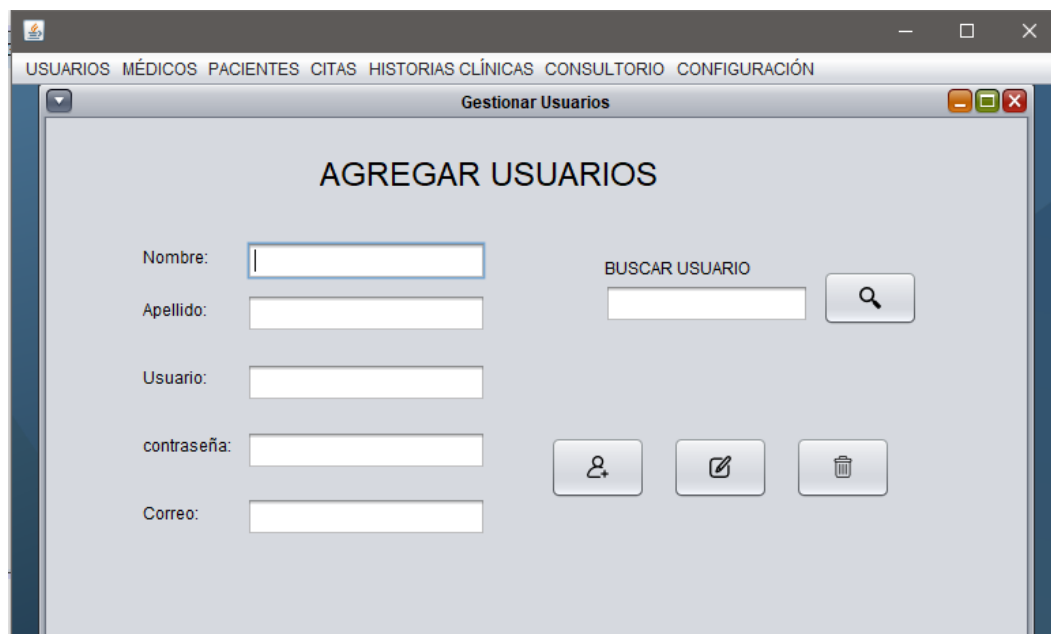 USUARIOS MÉDICOS PACIENTES CITAS HISTORIAS CLÍNICAS CONSULTORIO CONFIGURACIÓN
Gestionar Usuarios
AGREGAR USUARIOS
Nombre:
BUSCAR USUARIO
Apellido:
Usuario:
contraseña:
Correo: